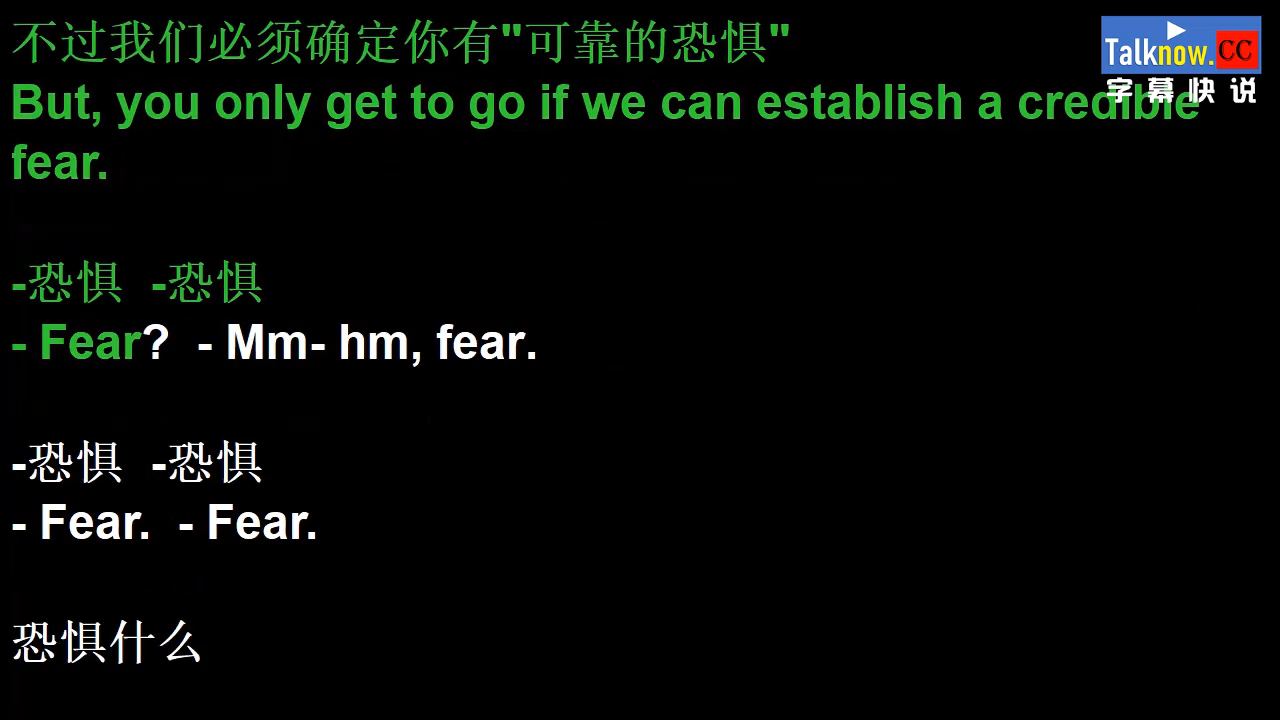 不过我们必须确定你有"可靠的恐惧"
But, you only get to go if we can establish a credible
fear.
Talknow.CC
字幕快说
-恐惧 -恐惧
- Fear? - Mm- hm, fear.
-恐惧 -恐惧
- Fear. - Fear.
恐惧什么